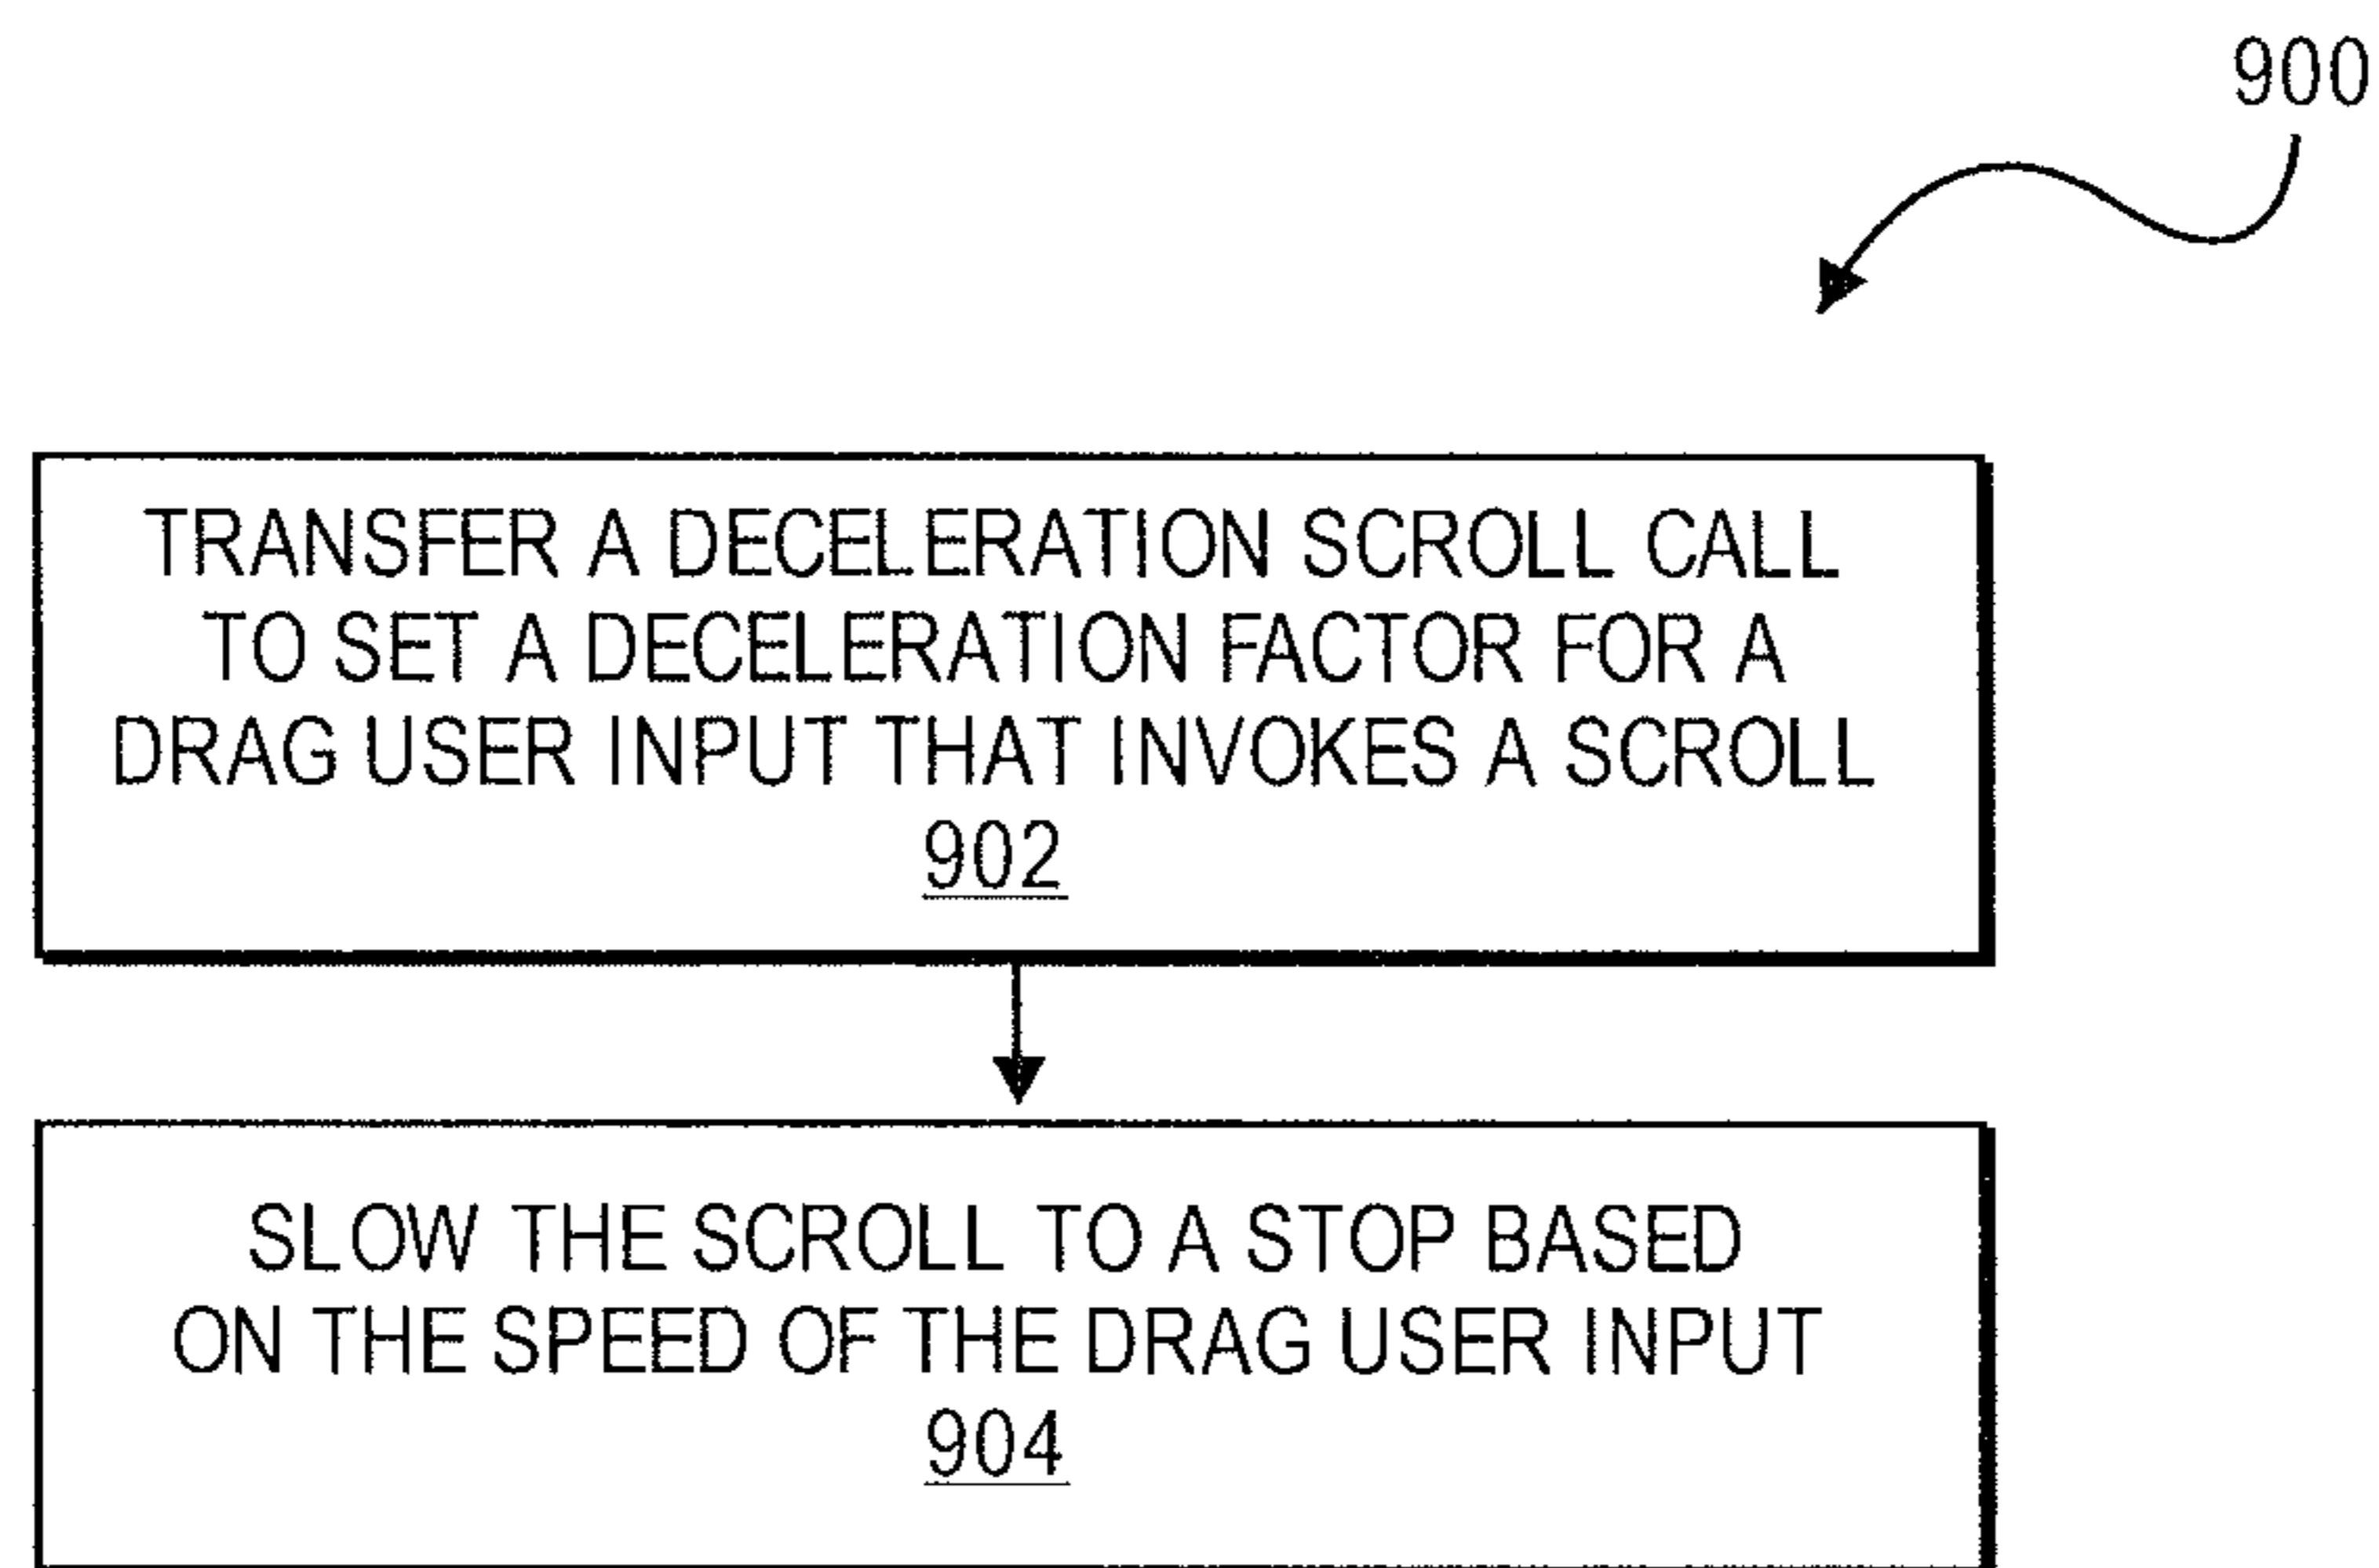 900
TRANSFER A DECELERATION SCROLL CALL
TO SET A DECELERATION FACTOR FOR A
DRAG USER INPUT THAT INVOKES A SCROLL
902
SLOW THE SCROLL TO A STOP BASED
ON THE SPEED OF THE DRAG USER INPUT
904